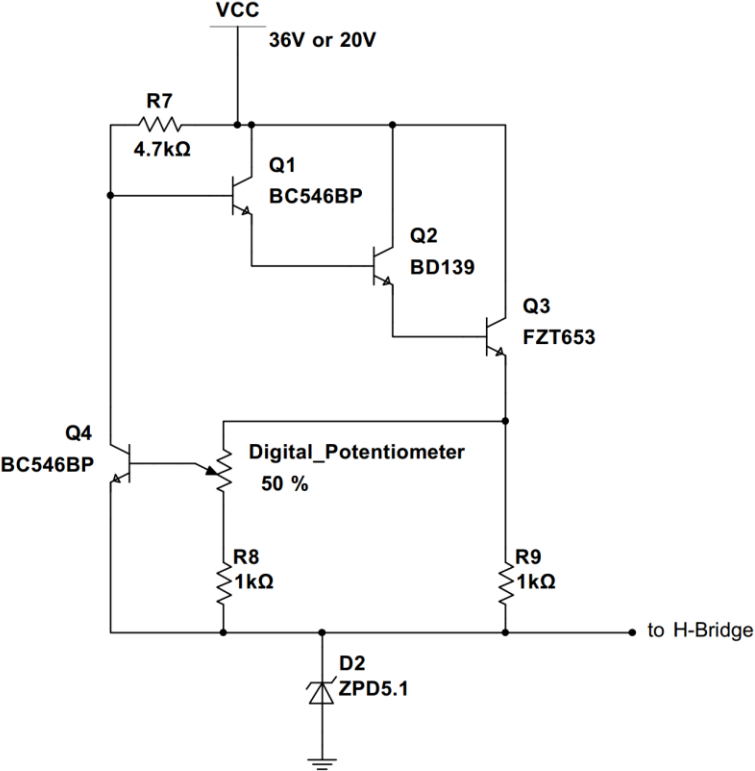 VCC
36V or 20V
R7
4.7kΩ
Q1
BC546BP
Q2
BD139
Q3
FZT653
Q4
BC546BP
Digital_Potentiometer
50 %
R8
1kΩ
R9
1kΩ
to H-Bridge
D2
ZPD5.1